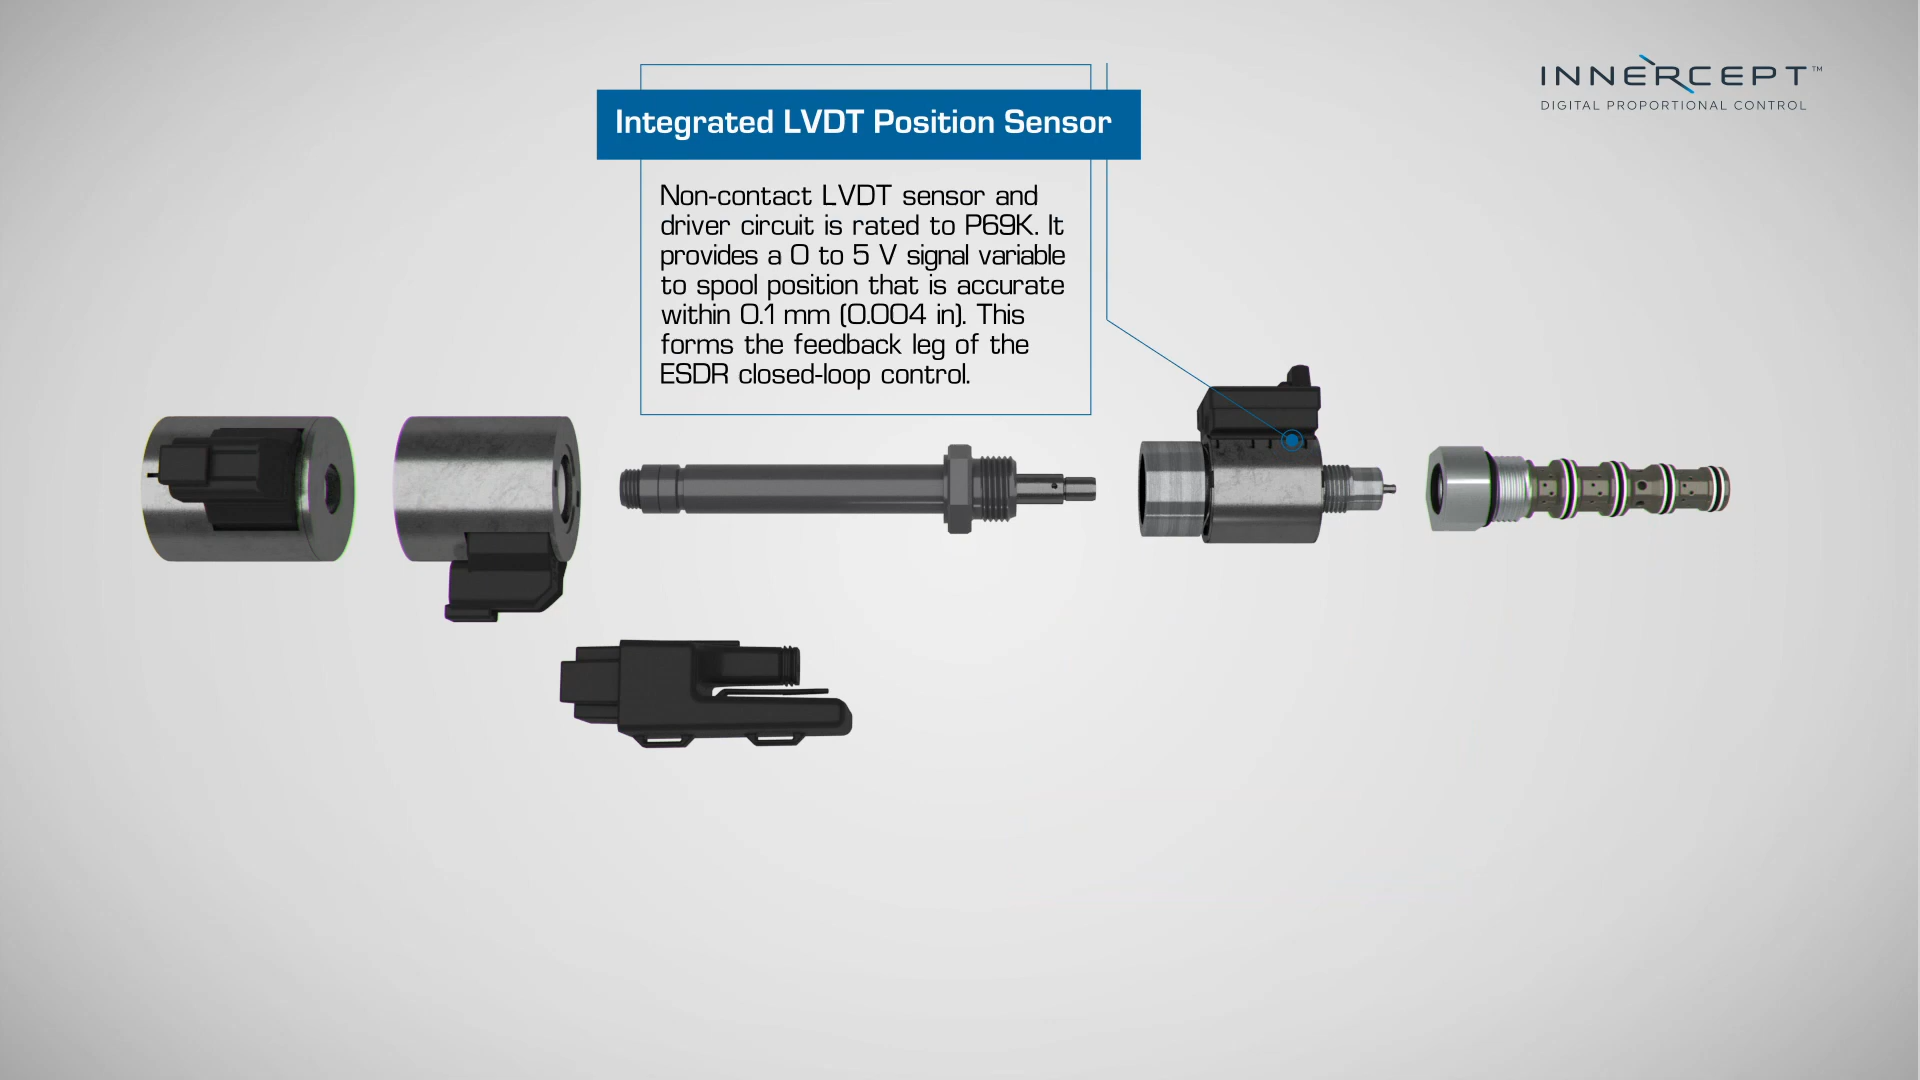 INNERCEPT™
DIGITAL PROPORTIONAL CONTROL
Integrated LVDT Position Sensor
Non-contact LVDT sensor and
driver circuit is rated to P69K. It
provides a 0 to 5 V signal variable
to spool position that is accurate
within 0.1 mm (0.004 in). This
forms the feedback leg of the
ESDR closed-loop control.